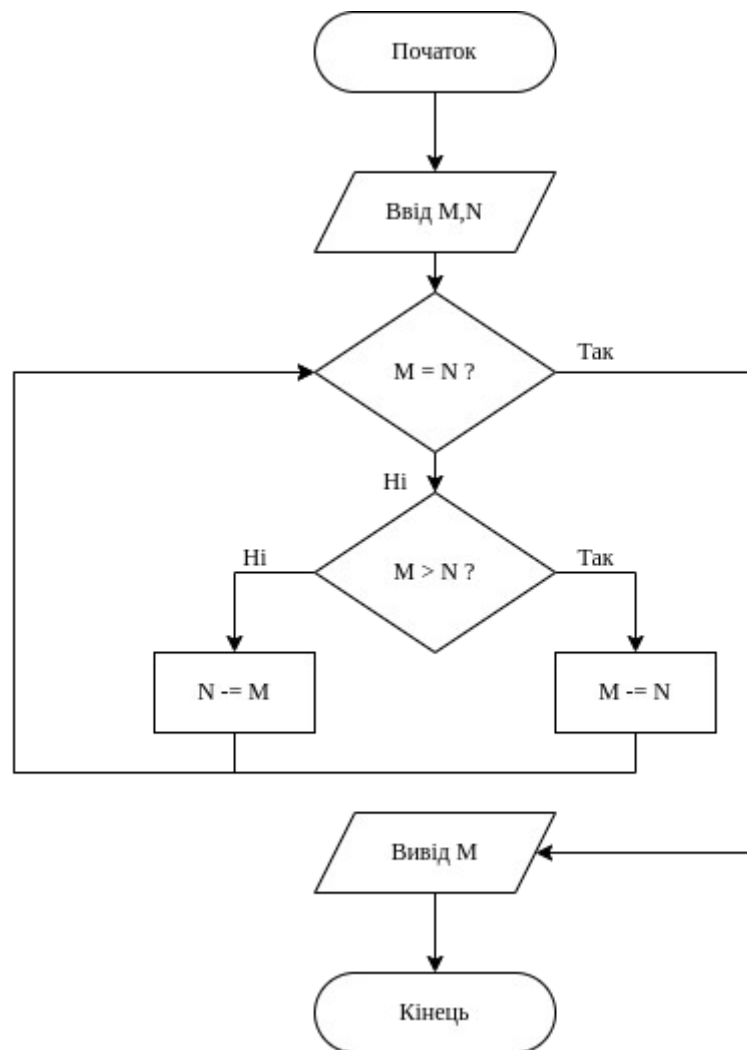 Початок
Ввід M,N
M = N ?
Так
Ні
M > N ?
Ні
Так
N -= M
M -= N
Вивід M
Кінець